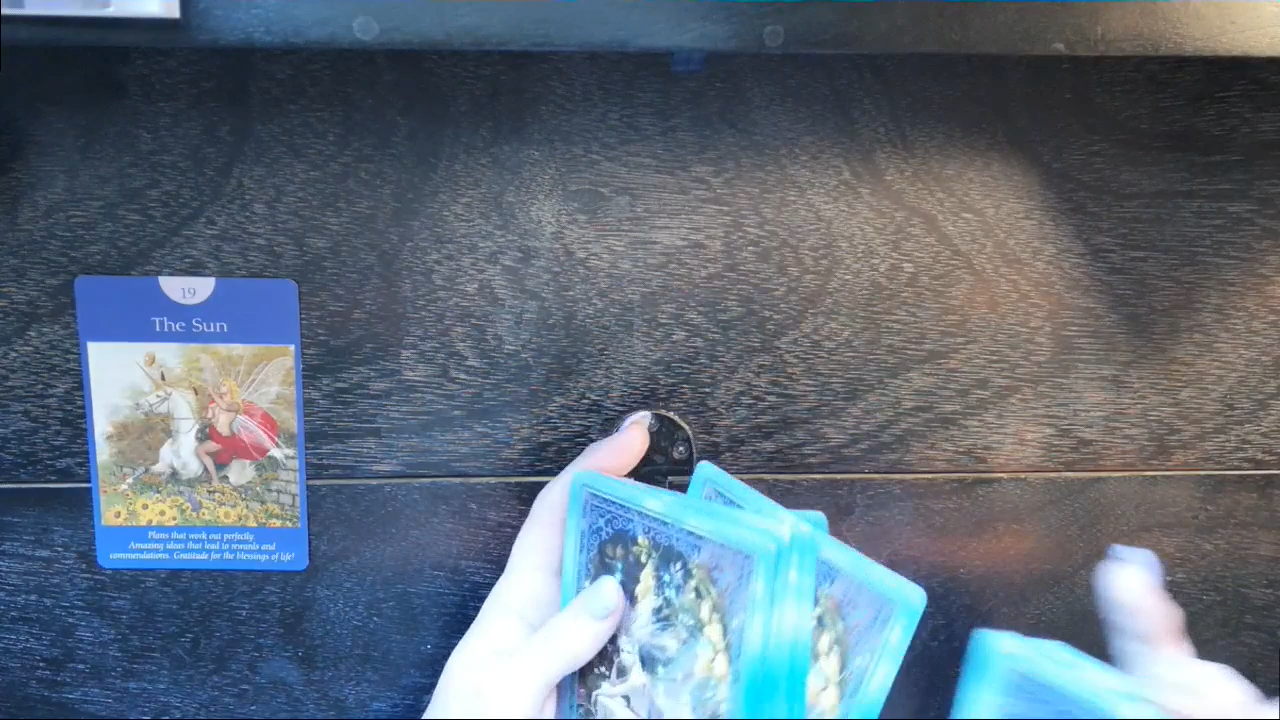 19
The Sun
Plans that work out perfectly.
Amazing ideas that lead to rewards and
commendations. Gratitude for the blessings of life!